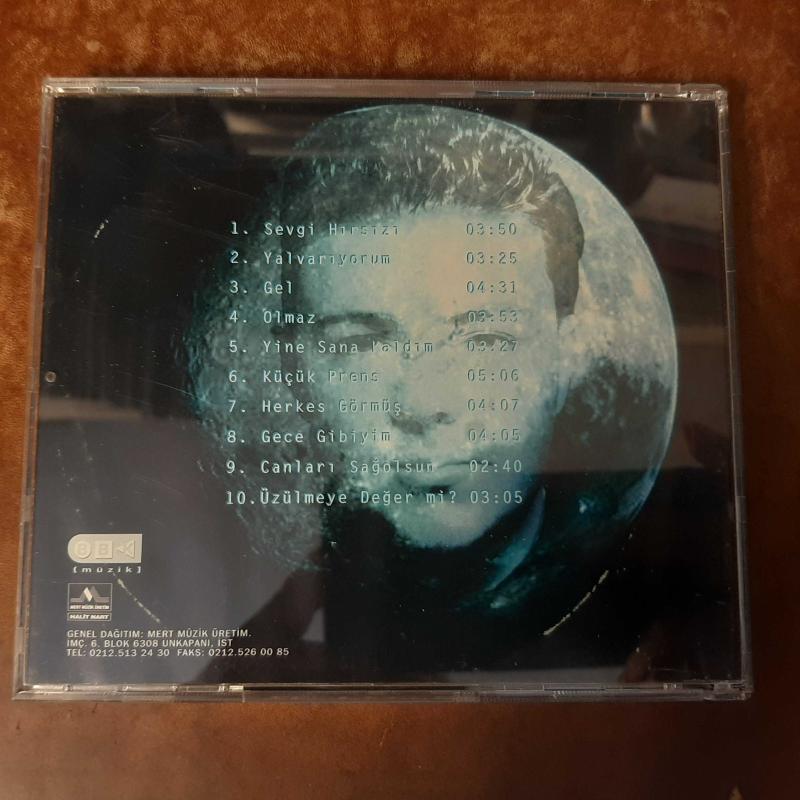 1. Sevgi Hırsızı 03:50
2. Yalvarıyorum 03:25
3. Gel 04:31
4. Olmaz 03:53
5. Yine Sana Kaldım 03:27
6. Küçük Prens 05:06
7. Herkes Görmüş 04:07
8. Gece Gibiyim 04:05
9. Canları Sağolsun 02:40
10. Üzülmeye Değer mi? 03:05
[müzik]
MERT MÜZİK ÜRETİM
HALİT MART
GENEL DAĞITIM: MERT MÜZİK ÜRETİM.
İMÇ. 6. BLOK 6308 UNKAPANI, İST
TEL: 0212.513 24 30 FAKS: 0212.526 00 85